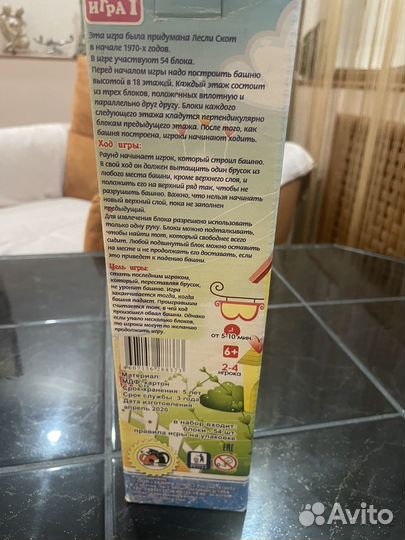 ИГРА 1
Эта игра была придумана Лесли Скот
в начале 1970-х годов.
В игре участвуют 54 блока.
Перед началом игры надо построить башню
высотой в 18 этажей. Каждый этаж состоит
из трех блоков, положенных вплотную и
параллельно друг другу. Блоки каждого
следующего этажа кладутся перпендикулярно
блокам предыдущего этажа. После того, как
башня построена, игроки начинают ходить.
Ход игры:
Раунд начинает игрок, который строил башню.
В свой ход он должен вытащить один брусок из
любого места башни, кроме верхнего слоя, и
положить его на верхний ряд так, чтобы не
разрушить башню. Важно, что нельзя начинать
новый верхний слой, пока не заполнен
предыдущий.
Для извлечения блока разрешено использовать
только одну руку. Блоки можно подталкивать,
чтобы найти тот, который свободнее всего
сидит. Любой подвинутый блок можно оставить
на месте и не продолжать его доставать, если
это приведет к падению башни.
Цель игры:
стать последним игроком,
который, переставляя брусок,
не уронит башню. Игра
заканчивается тогда, когда
башня падает. Проигравшим
считается тот, в чей ход
произошел обвал башни. Однако
если упало несколько блоков,
то игроки могут по желанию
продолжить игру.
от 5-10 мин
6+
2-4
игрока
Материал:
МДФ, картон
Срок хранения: 5 лет
Срок службы: 3 года
Дата изготовления
апрель 2020
в набор входит
блоки - 54 шт.
правила игры на упаковке
EAC
0-3
Avito